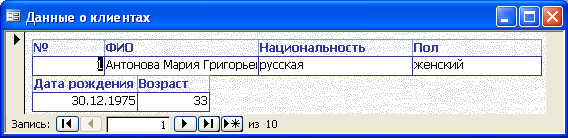 Данные о клиентах
№ ФИО Национальность Пол
1 Антонова Мария Григорье русская женский
Дата рождения Возраст
30.12.1975 33
Запись: 1 из 10